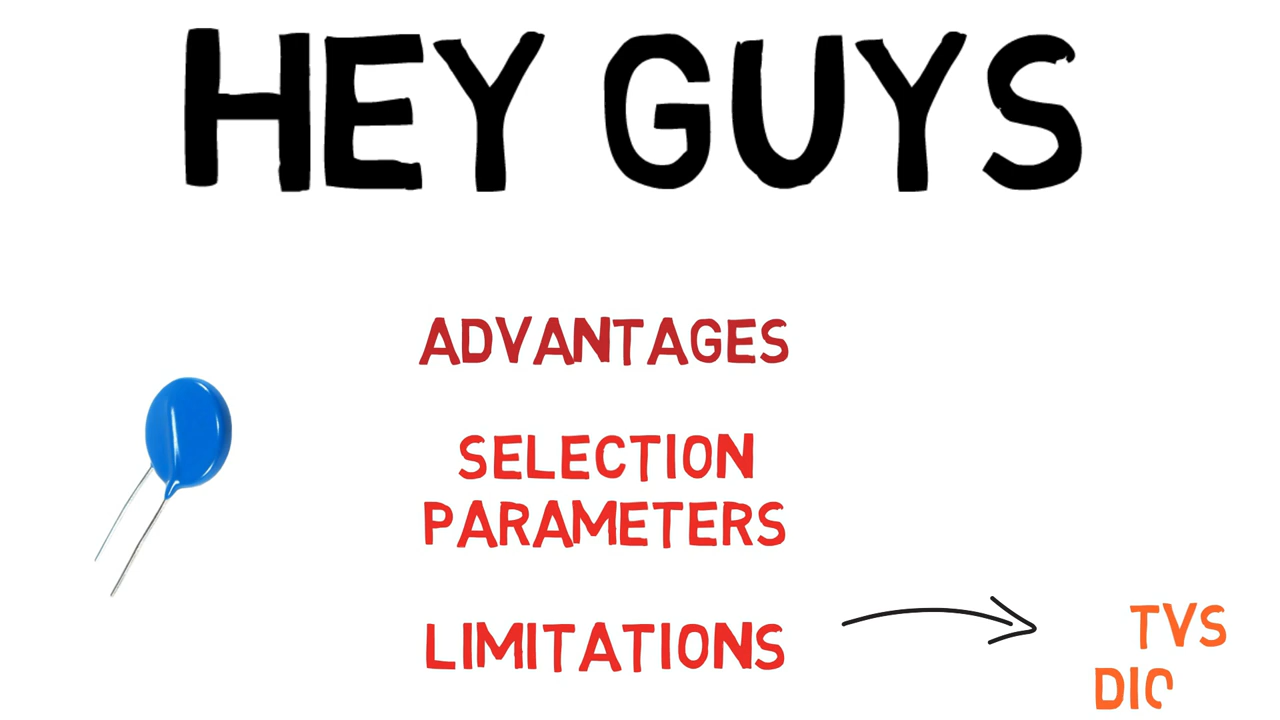 HEY GUYS
ADVANTAGES
SELECTION
PARAMETERS
LIMITATIONS
TVS